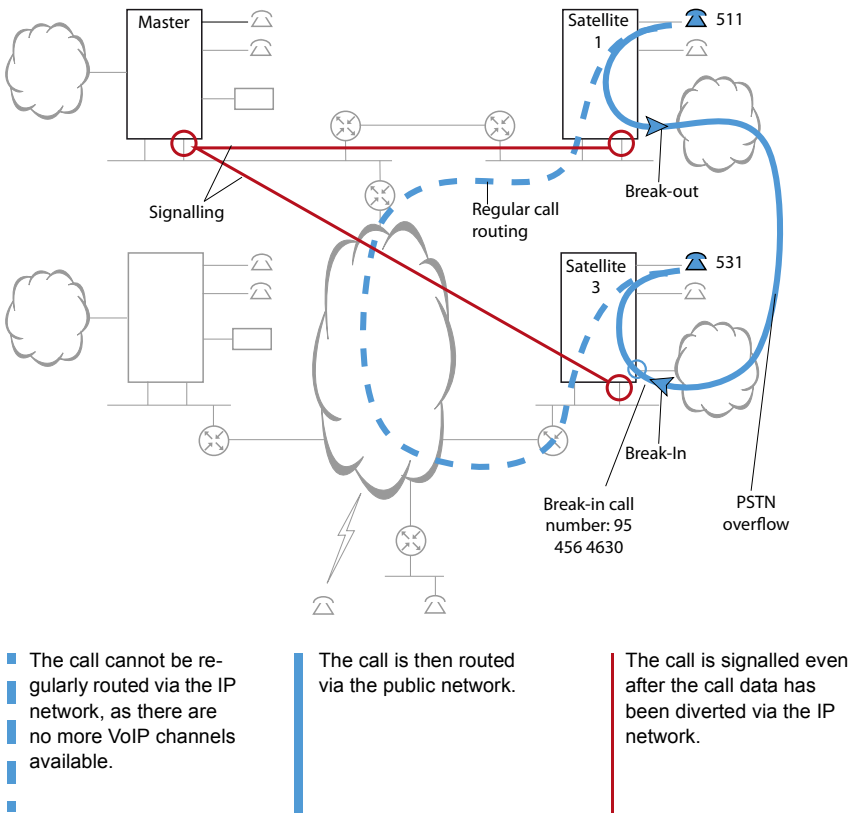 Master
Satellite
1
511
Break-out
Signalling
Regular call
routing
Satellite
3
531
Break-In
Break-in call
number: 95
456 4630
PSTN
overflow
The call cannot be re-
gularly routed via the IP
network, as there are
no more VoIP channels
available.
The call is then routed
via the public network.
The call is signalled even
after the call data has
been diverted via the IP
network.